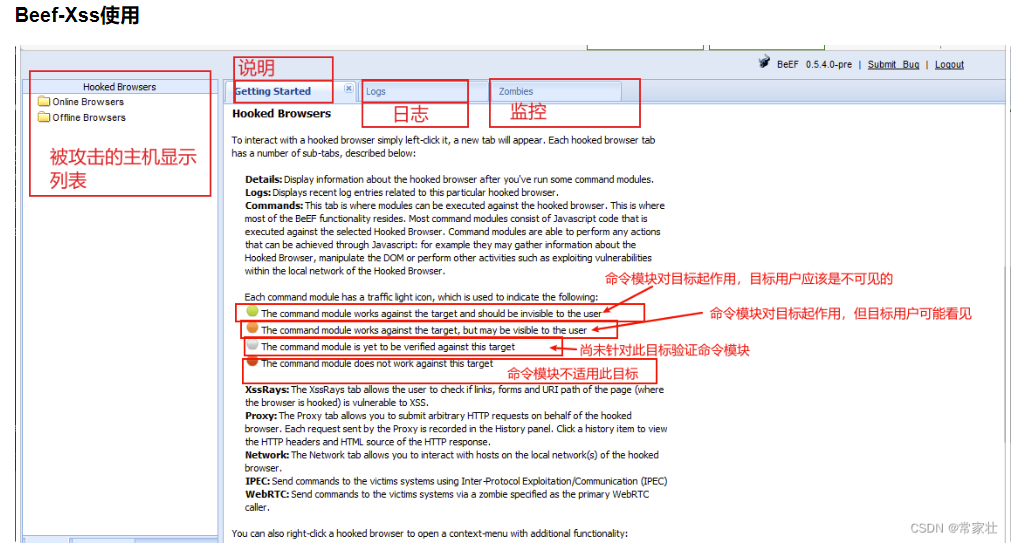 Beef-Xss使用
BeEF 0.5.4.0-pre | Submit Bug | Logout
说明
Hooked Browsers
Getting Started
Logs
Zombies
Online Browsers
Offline Browsers
日志
监控
被攻击的主机显示
列表
Hooked Browsers
To interact with a hooked browser simply left-click it, a new tab will appear. Each hooked browser tab
has a number of sub-tabs, described below:
Details: Display information about the hooked browser after you've run some command modules.
Logs: Displays recent log entries related to this particular hooked browser.
Commands: This tab is where modules can be executed against the hooked browser. This is where
most of the BeEF functionality resides. Most command modules consist of Javascript code that is
executed against the selected Hooked Browser. Command modules are able to perform any actions
that can be achieved through Javascript: for example they may gather information about the
Hooked Browser, manipulate the DOM or perform other activities such as exploiting vulnerabilities
within the local network of the Hooked Browser.
命令模块对目标起作用，目标用户应该是不可见的
Each command module has a traffic light icon, which is used to indicate the following:
The command module works against the target and should be invisible to the user
命令模块对目标起作用，但目标用户可能看见
The command module works against the target, but may be visible to the user
The command module is yet to be verified against this target
尚未针对此目标验证命令模块
The command module does not work against this target
命令模块不适用此目标
XssRays: The XssRays tab allows the user to check if links, forms and URI path of the page (where
the browser is hooked) is vulnerable to XSS.
Proxy: The Proxy tab allows you to submit arbitrary HTTP requests on behalf of the hooked
browser. Each request sent by the Proxy is recorded in the History panel. Click a history item to view
the HTTP headers and HTML source of the HTTP response.
Network: The Network tab allows you to interact with hosts on the local network(s) of the hooked
browser.
IPEC: Send commands to the victims systems using Inter-Protocol Exploitation/Communication (IPEC)
WebRTC: Send commands to the victims systems via a zombie specified as the primary WebRTC
caller.
You can also right-click a hooked browser to open a context-menu with additional functionality:
CSDN @常家壮